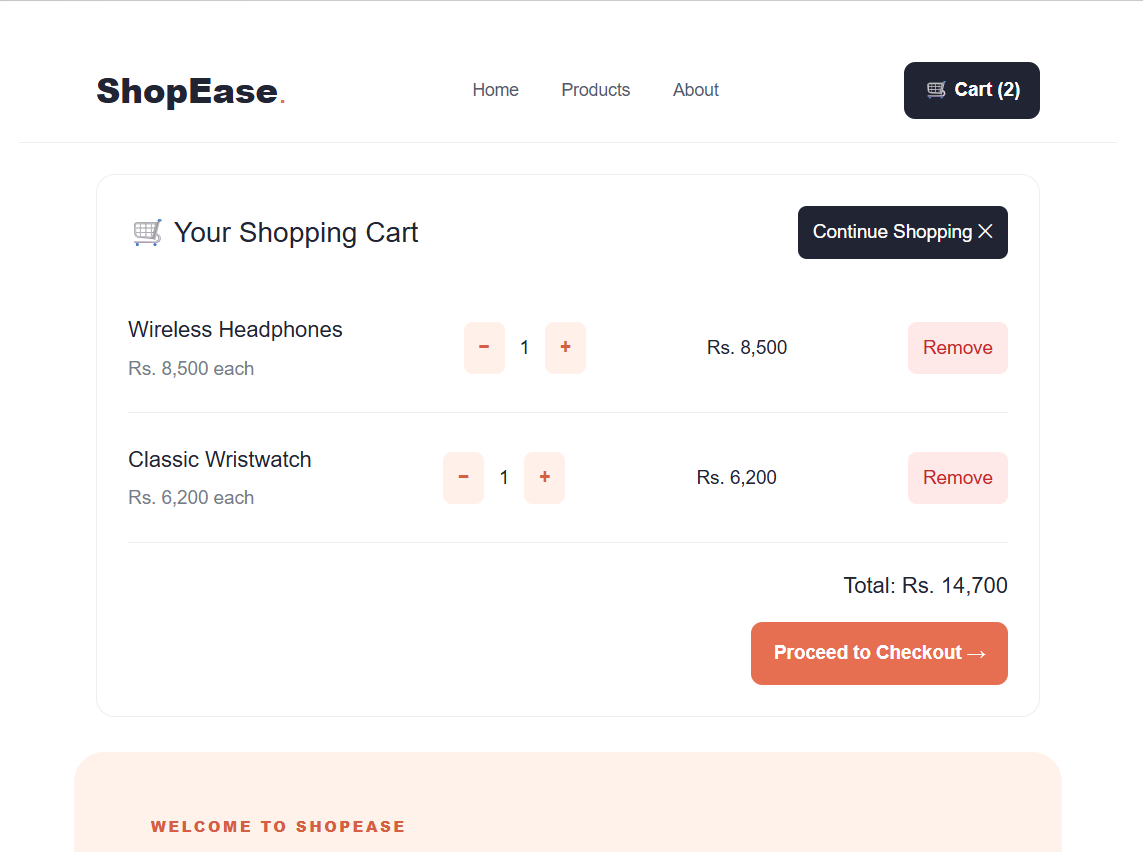 ShopEase.
Home Products About
🛒 Cart (2)
🛒 Your Shopping Cart
Continue Shopping ✕
Wireless Headphones
Rs. 8,500 each
− 1 +
Rs. 8,500
Remove
Classic Wristwatch
Rs. 6,200 each
− 1 +
Rs. 6,200
Remove
Total: Rs. 14,700
Proceed to Checkout →
WELCOME TO SHOPEASE